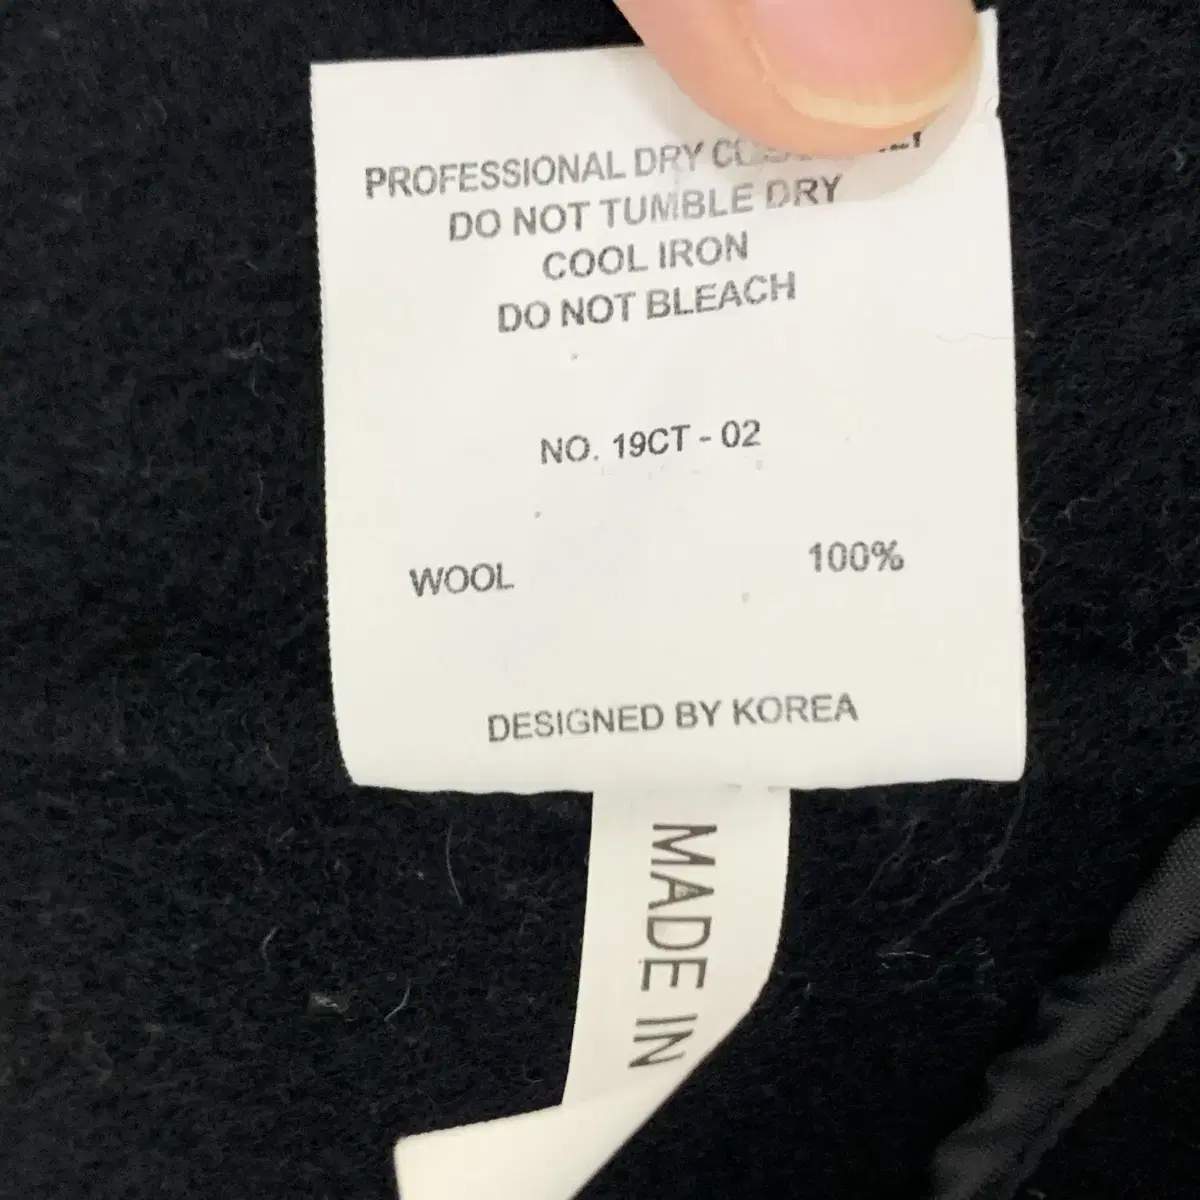 PROFESSIONAL DRY
DO NOT TUMBLE DRY
COOL IRON
DO NOT BLEACH
NO. 19CT - 02
WOOL 100%
DESIGNED BY KOREA
MADE IN